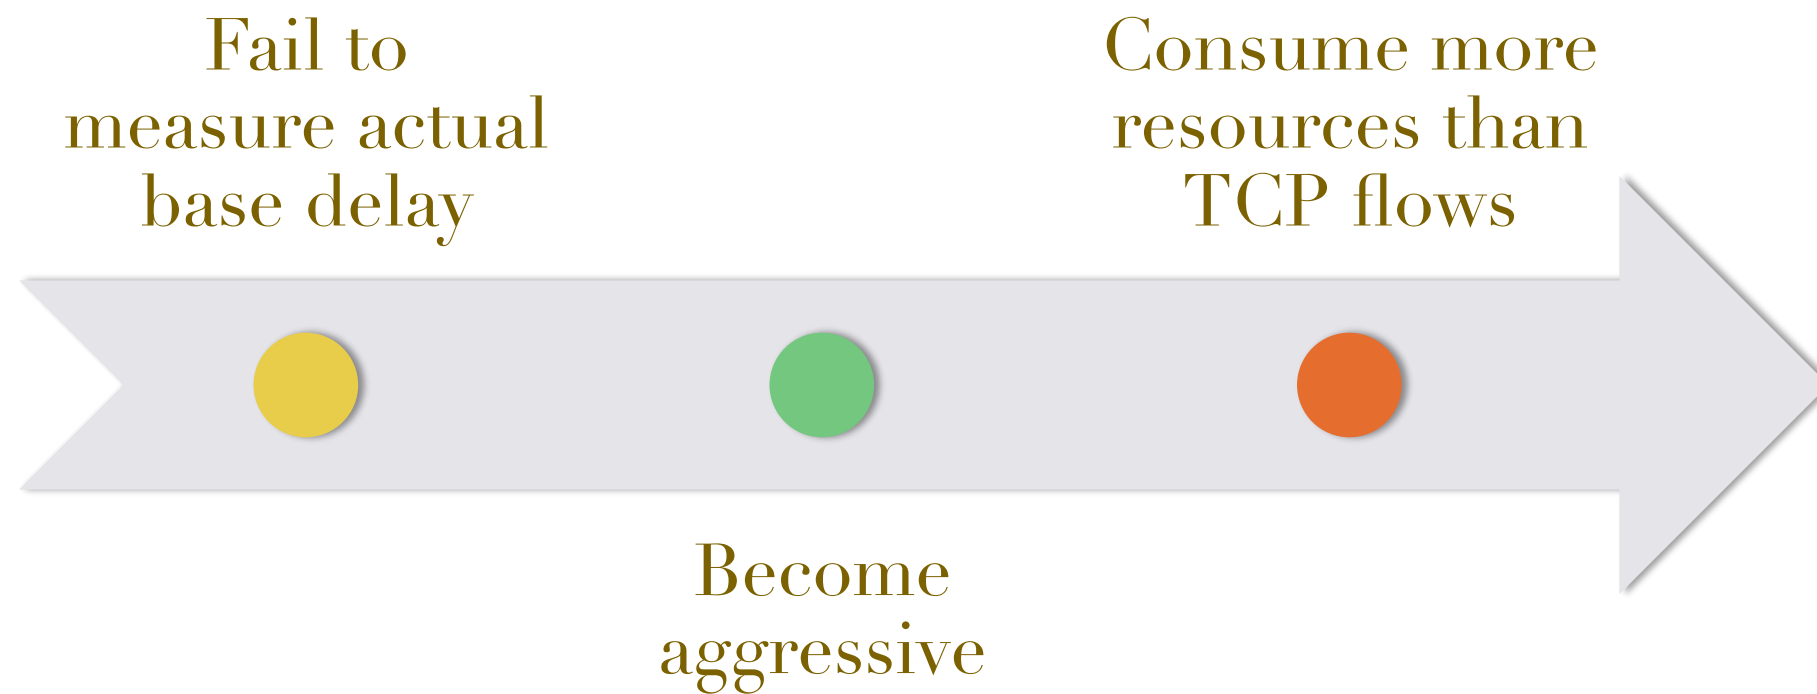 Fail to
measure actual
base delay
Become
aggressive
Consume more
resources than
TCP flows